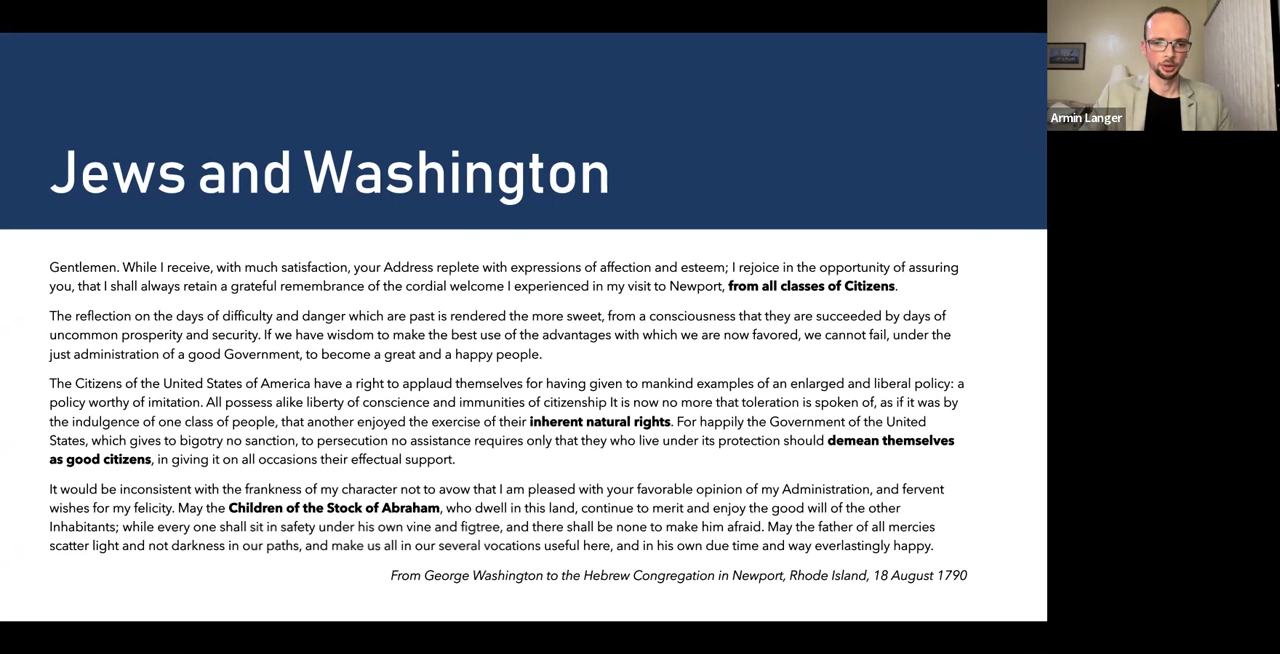 Jews and Washington
Armin Langer
Gentlemen. While I receive, with much satisfaction, your Address replete with expressions of affection and esteem; I rejoice in the opportunity of assuring
you, that I shall always retain a grateful remembrance of the cordial welcome I experienced in my visit to Newport, from all classes of Citizens.
The reflection on the days of difficulty and danger which are past is rendered the more sweet, from a consciousness that they are succeeded by days of
uncommon prosperity and security. If we have wisdom to make the best use of the advantages with which we are now favored, we cannot fail, under the
just administration of a good Government, to become a great and a happy people.
The Citizens of the United States of America have a right to applaud themselves for having given to mankind examples of an enlarged and liberal policy: a
policy worthy of imitation. All possess alike liberty of conscience and immunities of citizenship It is now no more that toleration is spoken of, as if it was by
the indulgence of one class of people, that another enjoyed the exercise of their inherent natural rights. For happily the Government of the United
States, which gives to bigotry no sanction, to persecution no assistance requires only that they who live under its protection should demean themselves
as good citizens, in giving it on all occasions their effectual support.
It would be inconsistent with the frankness of my character not to avow that I am pleased with your favorable opinion of my Administration, and fervent
wishes for my felicity. May the Children of the Stock of Abraham, who dwell in this land, continue to merit and enjoy the good will of the other
Inhabitants; while every one shall sit in safety under his own vine and figtree, and there shall be none to make him afraid. May the father of all mercies
scatter light and not darkness in our paths, and make us all in our several vocations useful here, and in his own due time and way everlastingly happy.
From George Washington to the Hebrew Congregation in Newport, Rhode Island, 18 August 1790